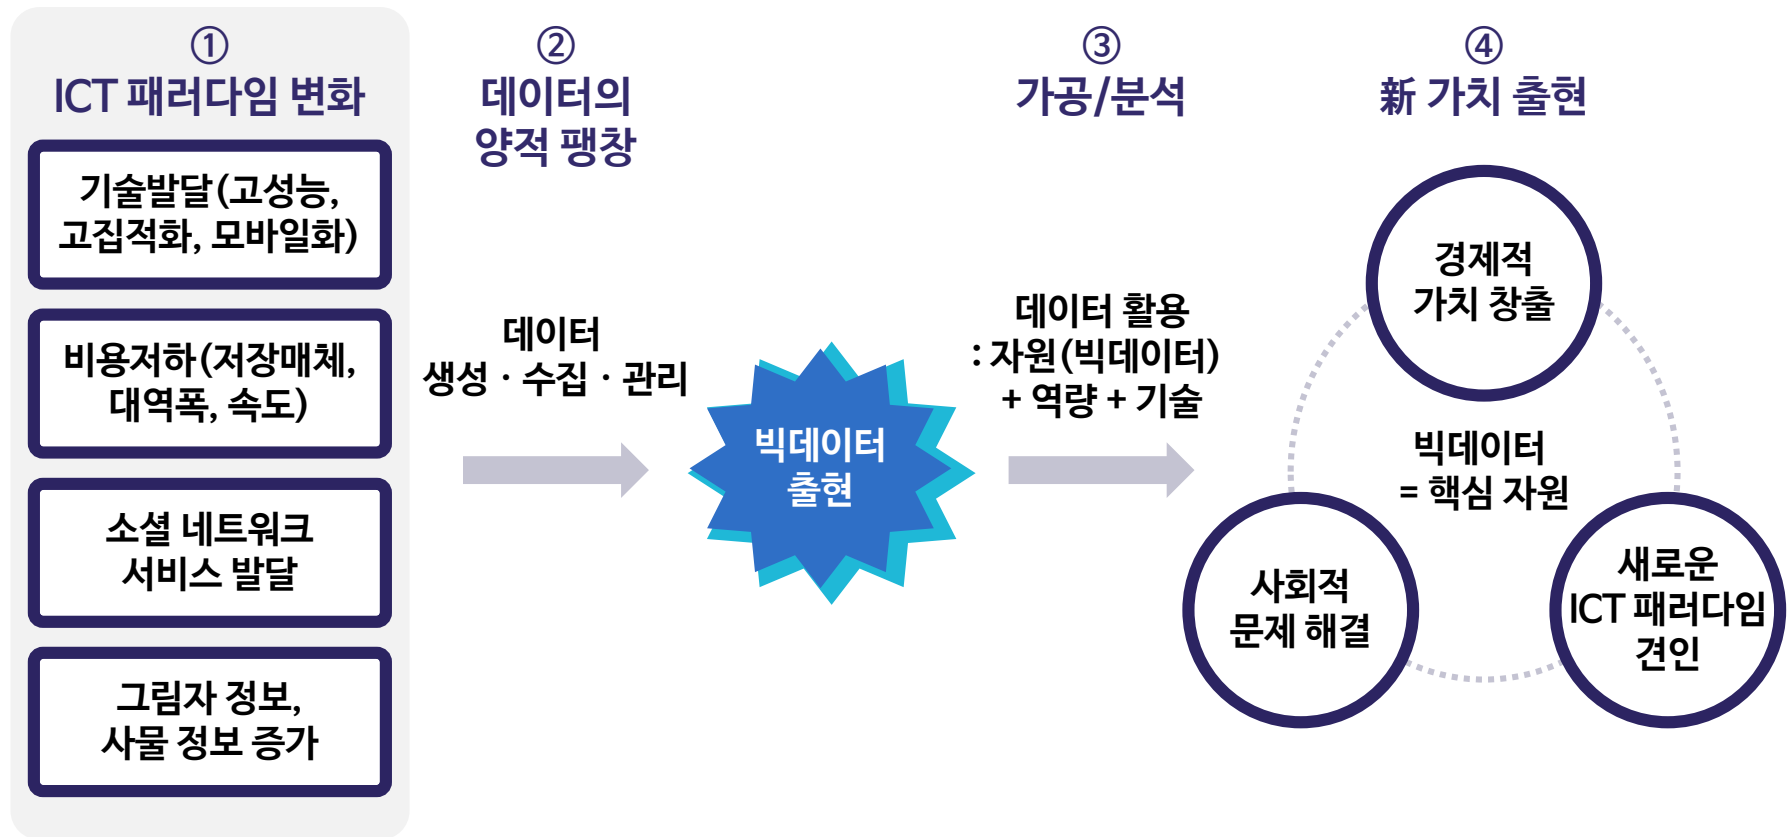 ①
ICT 패러다임 변화
기술발달(고성능,
고집적화, 모바일화)
비용저하(저장매체,
대역폭, 속도)
소셜 네트워크
서비스 발달
그림자 정보,
사물 정보 증가
②
데이터의
양적 팽창
데이터
생성 · 수집 · 관리
빅데이터
출현
③
가공/분석
데이터 활용
: 자원(빅데이터)
+ 역량 + 기술
④
新 가치 출현
경제적
가치 창출
빅데이터
= 핵심 자원
사회적
문제 해결
새로운
ICT 패러다임
견인